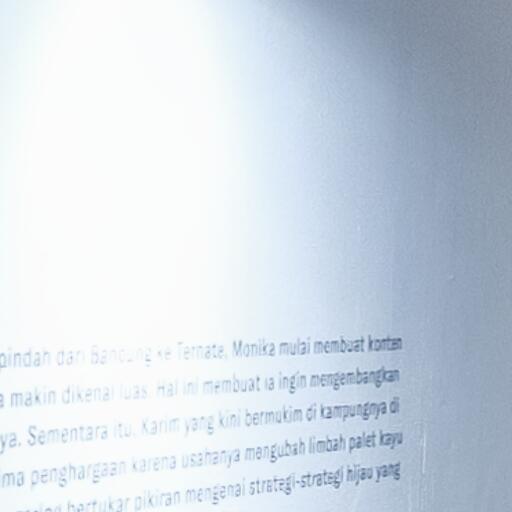 pindah dari Bandung ke Ternate, Monika mulai membuat konten
a makin dikenal luas. Hal ini membuat ia ingin mengembangkan
ya. Sementara itu, Karim yang kini bermukim di kampungnya di
ima penghargaan karena usahanya mengubah limbah palet kayu
bertukar pikiran mengenai strategi-strategi hijau yang